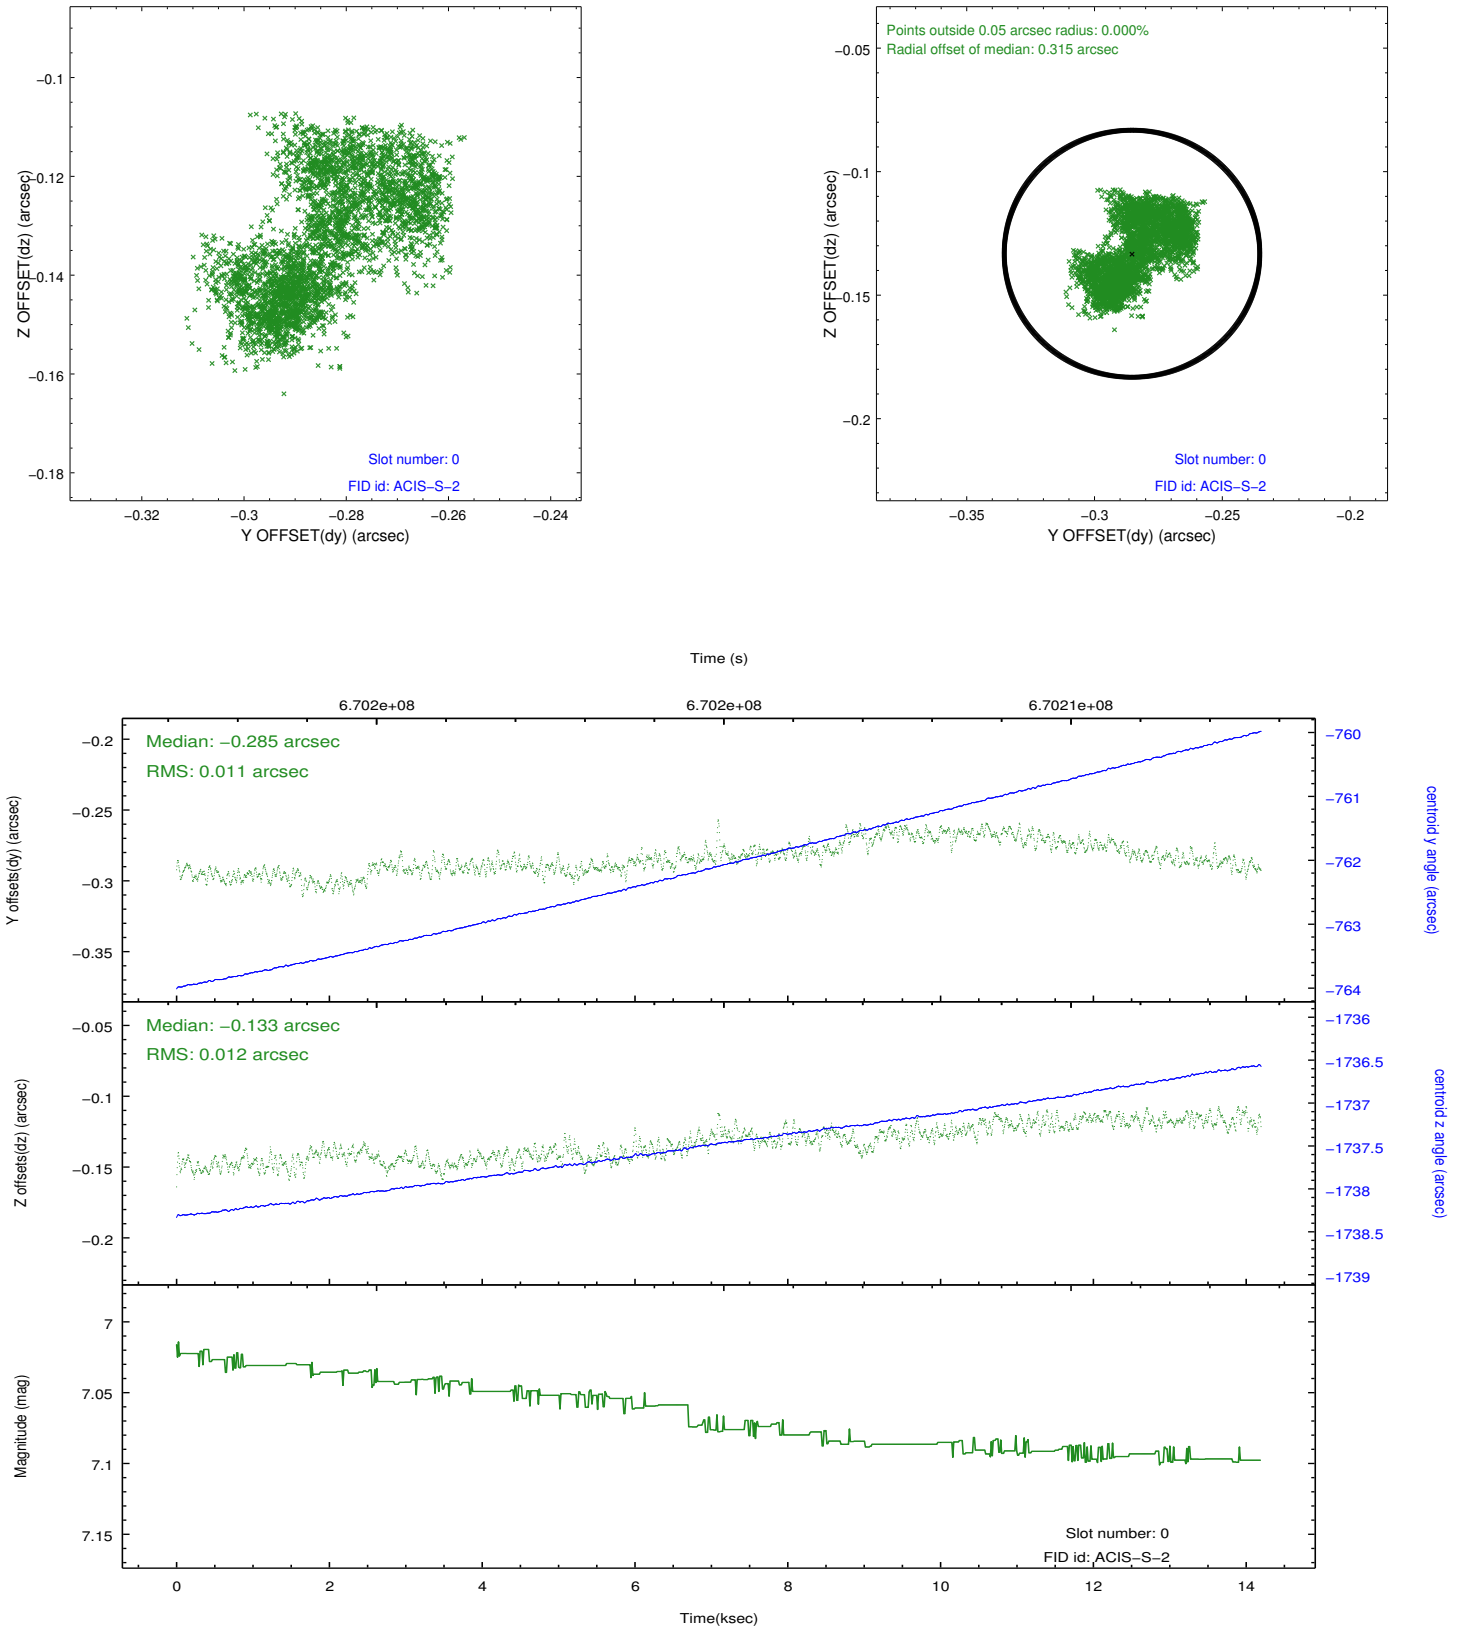 −0.1
−0.12
−0.14
−0.16
−0.18
Z OFFSET(dz) (arcsec)
Slot number: 0
FID id: ACIS−S−2
−0.32
−0.3
−0.28
−0.26
−0.24
Y OFFSET(dy) (arcsec)
Points outside 0.05 arcsec radius: 0.000%
Radial offset of median: 0.315 arcsec
−0.05
−0.1
−0.15
−0.2
Z OFFSET(dz) (arcsec)
Slot number: 0
FID id: ACIS−S−2
−0.35
−0.3
−0.25
−0.2
Y OFFSET(dy) (arcsec)
Time (s)
6.702e+08
6.702e+08
6.7021e+08
Median: −0.285 arcsec
RMS: 0.011 arcsec
−0.2
−0.25
−0.3
−0.35
Y offsets(dy) (arcsec)
−760
−761
−762
−763
−764
centroid y angle (arcsec)
Median: −0.133 arcsec
RMS: 0.012 arcsec
−0.05
−0.1
−0.15
−0.2
Z offsets(dz) (arcsec)
−1736
−1736.5
−1737
−1737.5
−1738
−1738.5
−1739
centroid z angle (arcsec)
7
7.05
7.1
7.15
Magnitude (mag)
Slot number: 0
FID id: ACIS−S−2
0
2
4
6
8
10
12
14
Time(ksec)